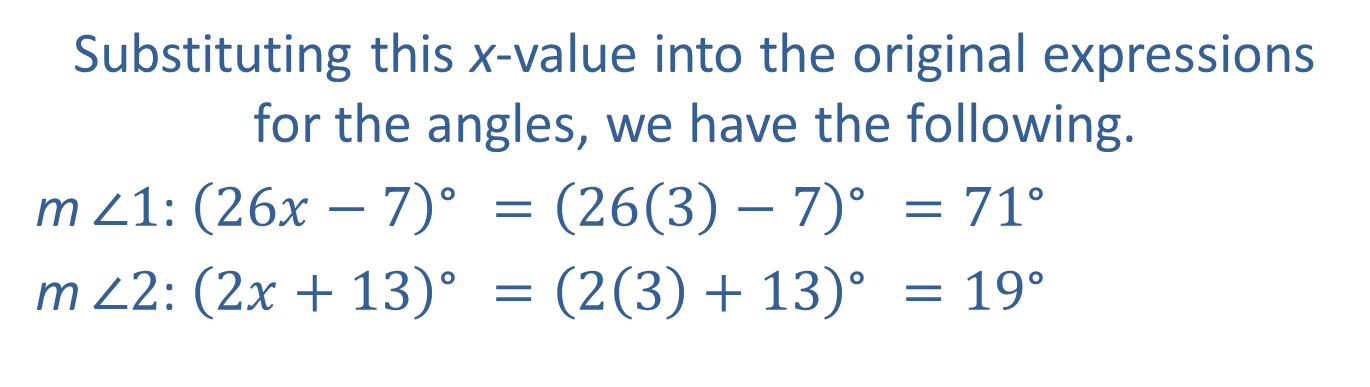 Substituting this x-value into the original expressions
for the angles, we have the following.
m∠1: (26x − 7)° = (26(3) − 7)° = 71°
m∠2: (2x + 13)° = (2(3) + 13)° = 19°